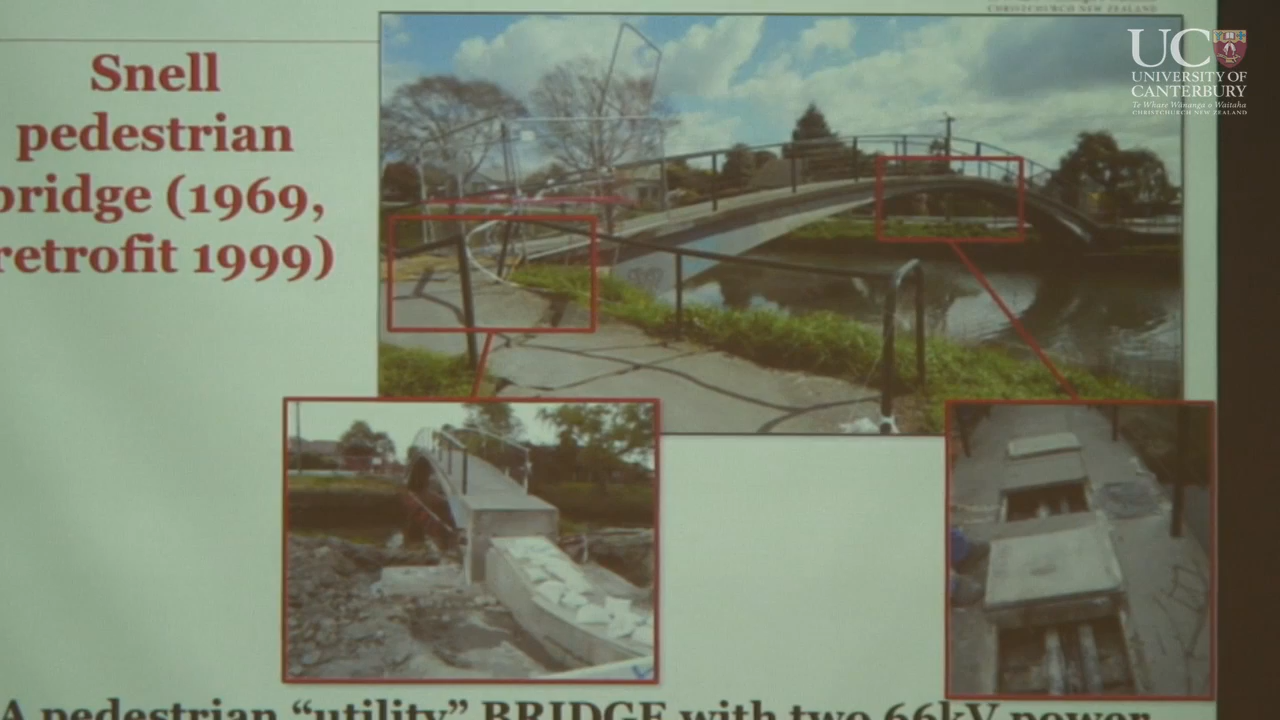 CHRISTCHURCH NEW ZEALAND
Snell
pedestrian
bridge (1969,
retrofit 1999)
UC
UNIVERSITY OF
CANTERBURY
Te Whare Wānanga o Waitaha
CHRISTCHURCH NEW ZEALAND
A pedestrian “utility” BRIDGE with two 66kV power